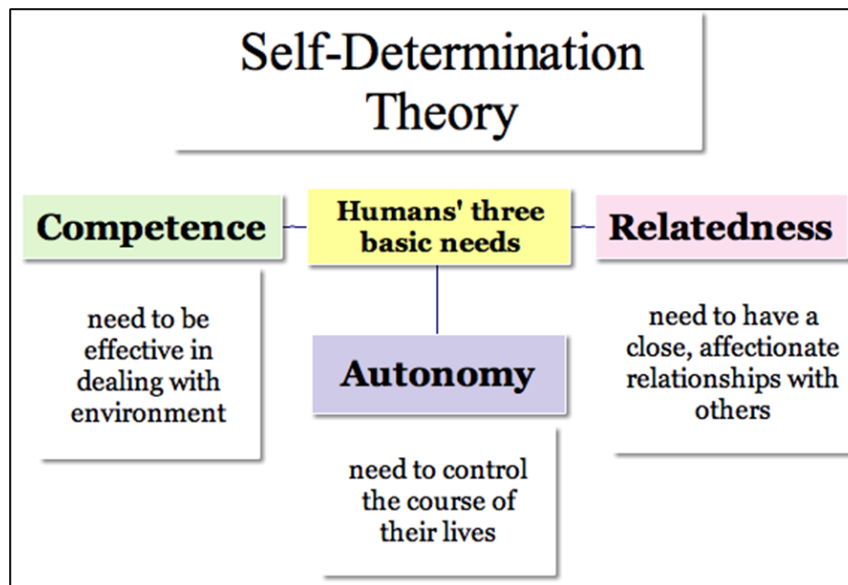 Self-Determination
Theory
Competence
Humans' three
basic needs
Relatedness
need to be
effective in
dealing with
environment
Autonomy
need to have a
close, affectionate
relationships with
others
need to control
the course of
their lives